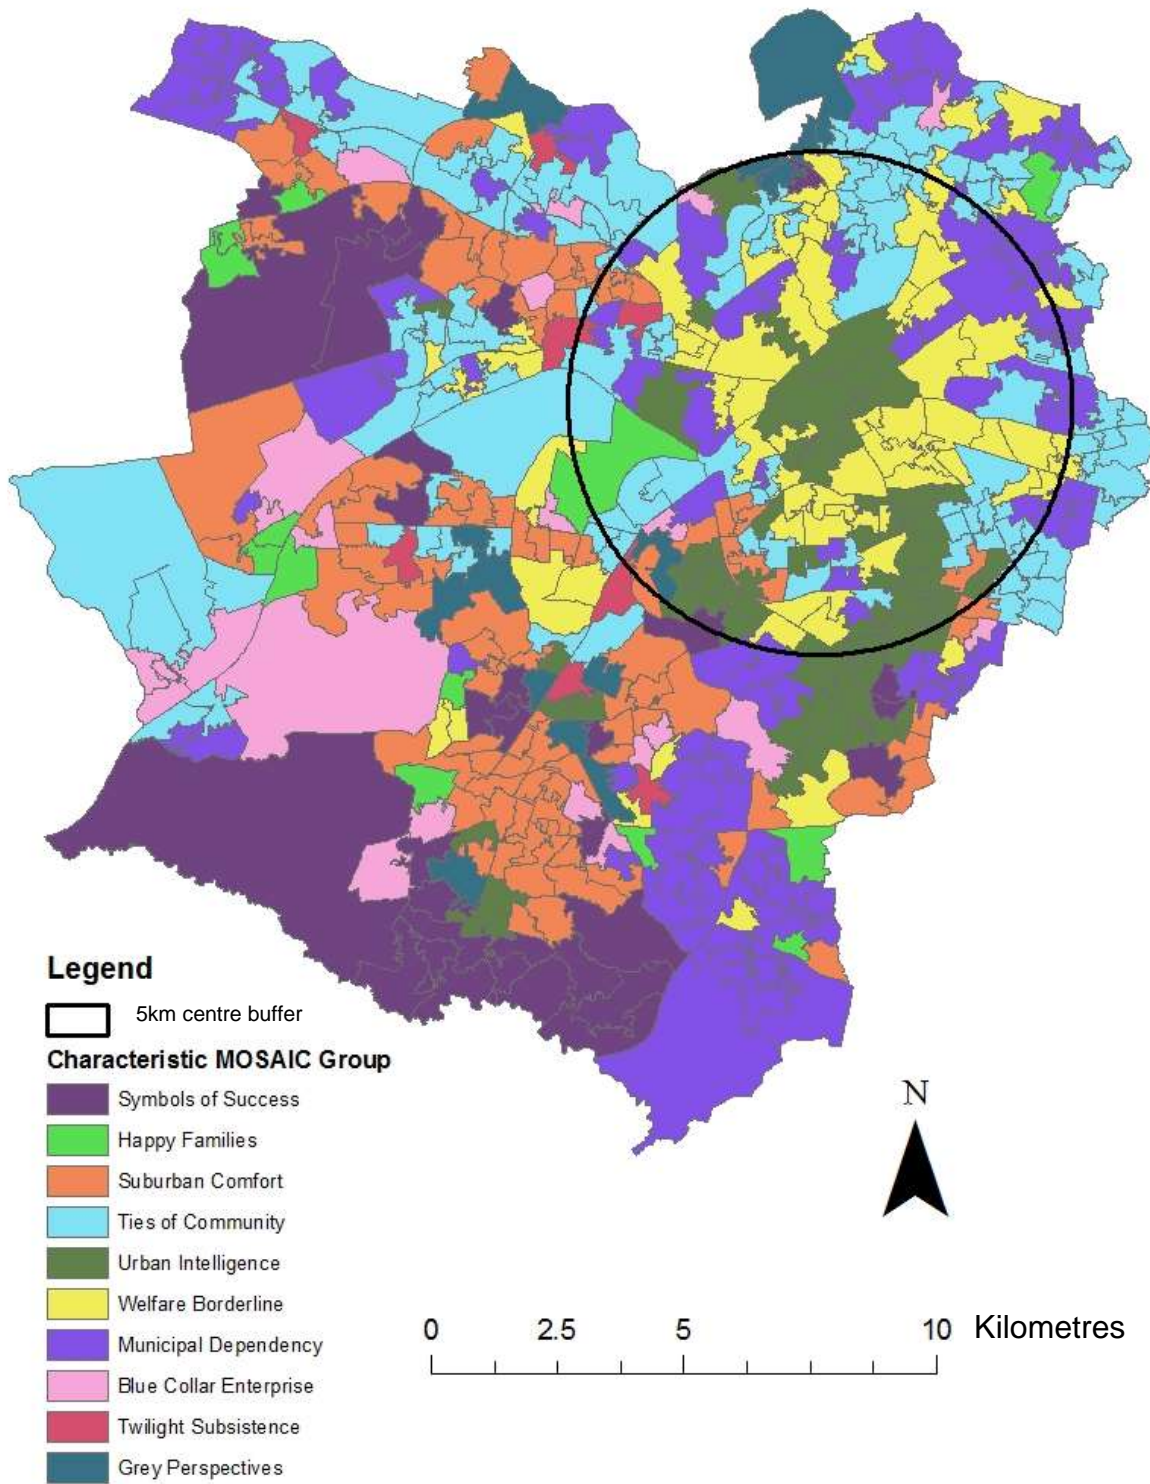 Legend
5km centre buffer
Characteristic MOSAIC Group
Symbols of Success
Happy Families
Suburban Comfort
Ties of Community
Urban Intelligence
Welfare Borderline
Municipal Dependency
Blue Collar Enterprise
Twilight Subsistence
Grey Perspectives
N
0 2.5 5 10 Kilometres